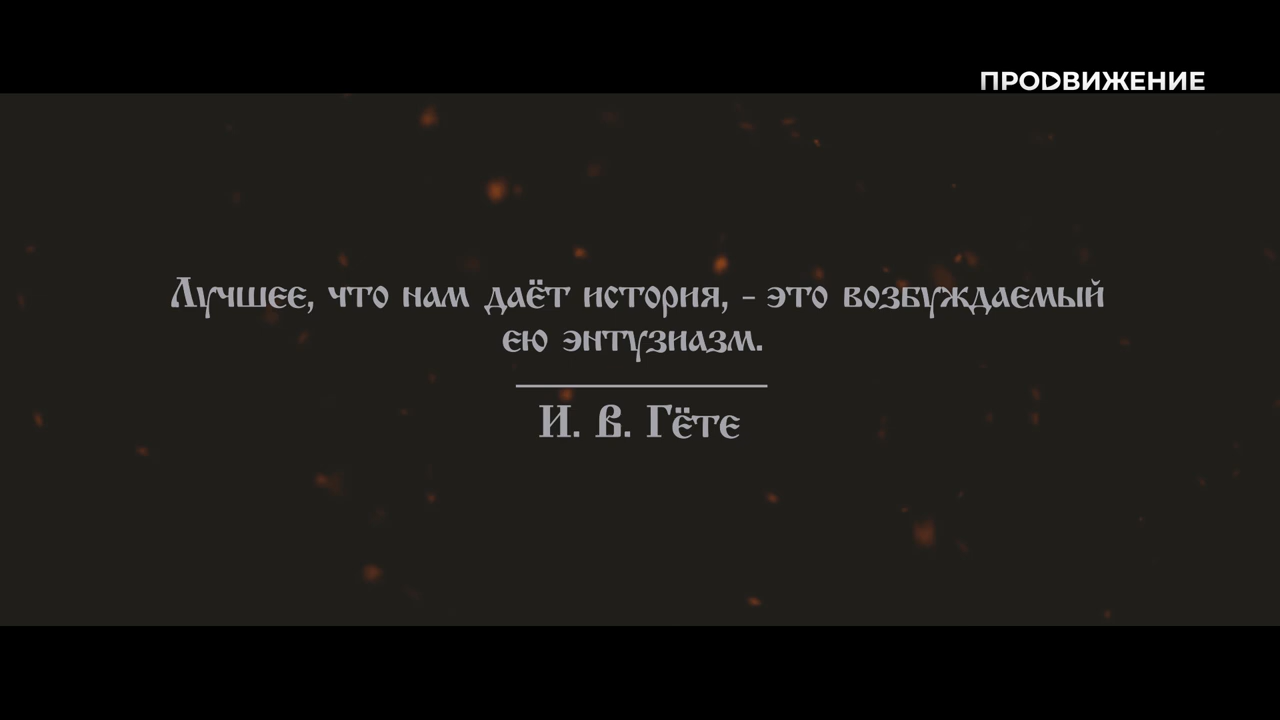 ПРОДВИЖЕНИЕ
Лучшее, что нам даёт история, - это возбуждаемый
ею энтузиазм.
И. В. Гёте